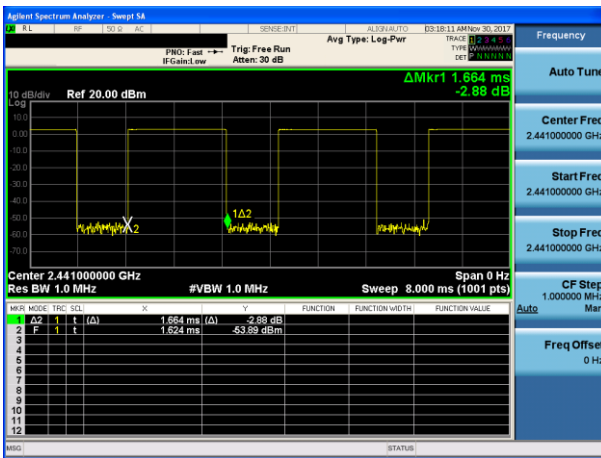 Agilent Spectrum Analyzer - Swept SA
RL RF 50 Ω AC SENSE:INT ALIGNAUTO 03:18:11 AM Nov 30, 2017
Avg Type: Log-Pwr TRACE 1 2 3 4 5 6
PNO: Fast Trig: Free Run TYPE WWWWWW
IFGain:Low Atten: 30 dB DET P N N N N N
ΔMkr1 1.664 ms
10 dB/div Ref 20.00 dBm -2.88 dB
Log
10.0
0.00
-10.0
-20.0
-30.0
-40.0
1Δ2
-50.0
2
-60.0
-70.0
Center 2.441000000 GHz Span 0 Hz
Res BW 1.0 MHz #VBW 1.0 MHz Sweep 8.000 ms (1001 pts)
MKR MODE TRC SCL X Y FUNCTION FUNCTION WIDTH FUNCTION VALUE
1 Δ2 1 t (Δ) 1.664 ms (Δ) -2.88 dB
2 F 1 t 1.624 ms -53.89 dBm
3
4
5
6
7
8
9
10
11
12
MSG STATUS
Frequency
Auto Tune
Center Freq
2.441000000 GHz
Start Freq
2.441000000 GHz
Stop Freq
2.441000000 GHz
CF Step
1.000000 MHz
Auto Man
Freq Offset
0 Hz